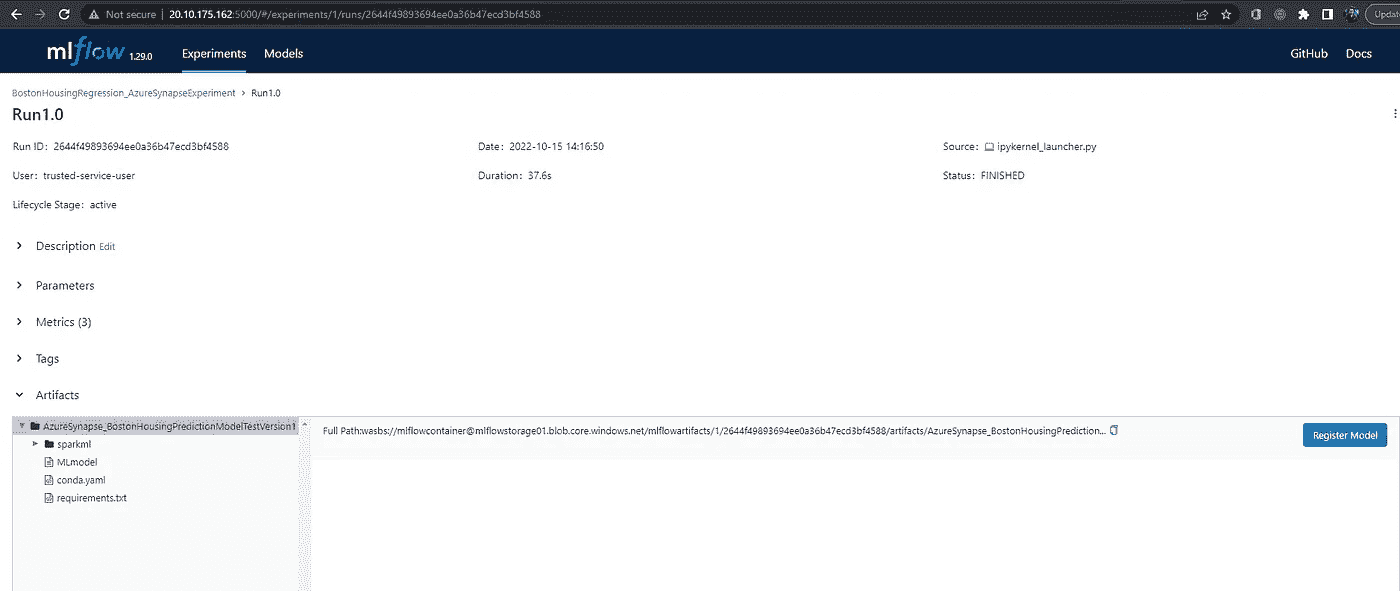 Not secure | 20.10.175.162:5000/#/experiments/1/runs/2644f49893694ee0a36b47ecd3bf4588
mlflow 1.29.0 Experiments Models GitHub Docs
BostonHousingRegression_AzureSynapseExperiment > Run1.0
Run1.0
Run ID: 2644f49893694ee0a36b47ecd3bf4588 Date: 2022-10-15 14:16:50 Source: ipykernel_launcher.py
User: trusted-service-user Duration: 37.6s Status: FINISHED
Lifecycle Stage: active
Description Edit
Parameters
Metrics (3)
Tags
Artifacts
AzureSynapse_BostonHousingPredictionModelTestVersion1
Full Path:wasbs://mlflowcontainer@mlflowstorage01.blob.core.windows.net/mlflowartifacts/1/2644f49893694ee0a36b47ecd3bf4588/artifacts/AzureSynapse_BostonHousingPrediction... Register Model
sparkml
MLmodel
conda.yaml
requirements.txt